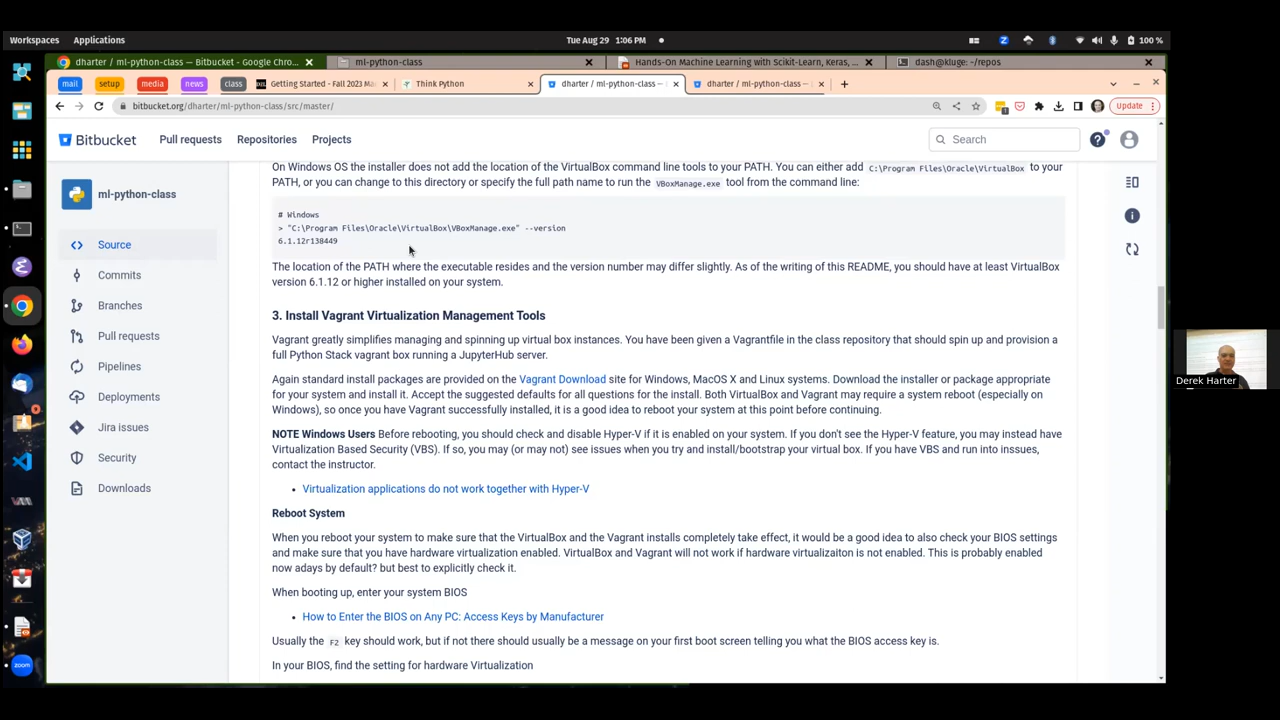 Workspaces Applications Tue Aug 29 1:06 PM 100 %
dharter / ml-python-class — Bitbucket - Google Chro... ml-python-class Hands-On Machine Learning with Scikit-Learn, Keras, ... dash@kluge: ~/repos
mail setup media news class Getting Started - Fall 2023 Ma Think Python dharter / ml-python-class — dharter / ml-python-class —
bitbucket.org/dharter/ml-python-class/src/master/ Update
Bitbucket Pull requests Repositories Projects Search
ml-python-class
Source
Commits
Branches
Pull requests
Pipelines
Deployments
Jira issues
Security
Downloads
On Windows OS the installer does not add the location of the VirtualBox command line tools to your PATH. You can either add C:\Program Files\Oracle\VirtualBox to your
PATH, or you can change to this directory or specify the full path name to run the VBoxManage.exe tool from the command line:
# Windows
> "C:\Program Files\Oracle\VirtualBox\VBoxManage.exe" --version
6.1.12r138449
The location of the PATH where the executable resides and the version number may differ slightly. As of the writing of this README, you should have at least VirtualBox
version 6.1.12 or higher installed on your system.
3. Install Vagrant Virtualization Management Tools
Vagrant greatly simplifies managing and spinning up virtual box instances. You have been given a Vagrantfile in the class repository that should spin up and provision a
full Python Stack vagrant box running a JupyterHub server.
Again standard install packages are provided on the Vagrant Download site for Windows, MacOS X and Linux systems. Download the installer or package appropriate
for your system and install it. Accept the suggested defaults for all questions for the install. Both VirtualBox and Vagrant may require a system reboot (especially on
Windows), so once you have Vagrant successfully installed, it is a good idea to reboot your system at this point before continuing.
NOTE Windows Users Before rebooting, you should check and disable Hyper-V if it is enabled on your system. If you don't see the Hyper-V feature, you may instead have
Virtualization Based Security (VBS). If so, you may (or may not) see issues when you try and install/bootstrap your virtual box. If you have VBS and run into inssues,
contact the instructor.
• Virtualization applications do not work together with Hyper-V
Reboot System
When you reboot your system to make sure that the VirtualBox and the Vagrant installs completely take effect, it would be a good idea to also check your BIOS settings
and make sure that you have hardware virtualization enabled. VirtualBox and Vagrant will not work if hardware virtualizaiton is not enabled. This is probably enabled
now adays by default? but best to explicitly check it.
When booting up, enter your system BIOS
• How to Enter the BIOS on Any PC: Access Keys by Manufacturer
Usually the F2 key should work, but if not there should usually be a message on your first boot screen telling you what the BIOS access key is.
In your BIOS, find the setting for hardware Virtualization
zoom
Derek Harter